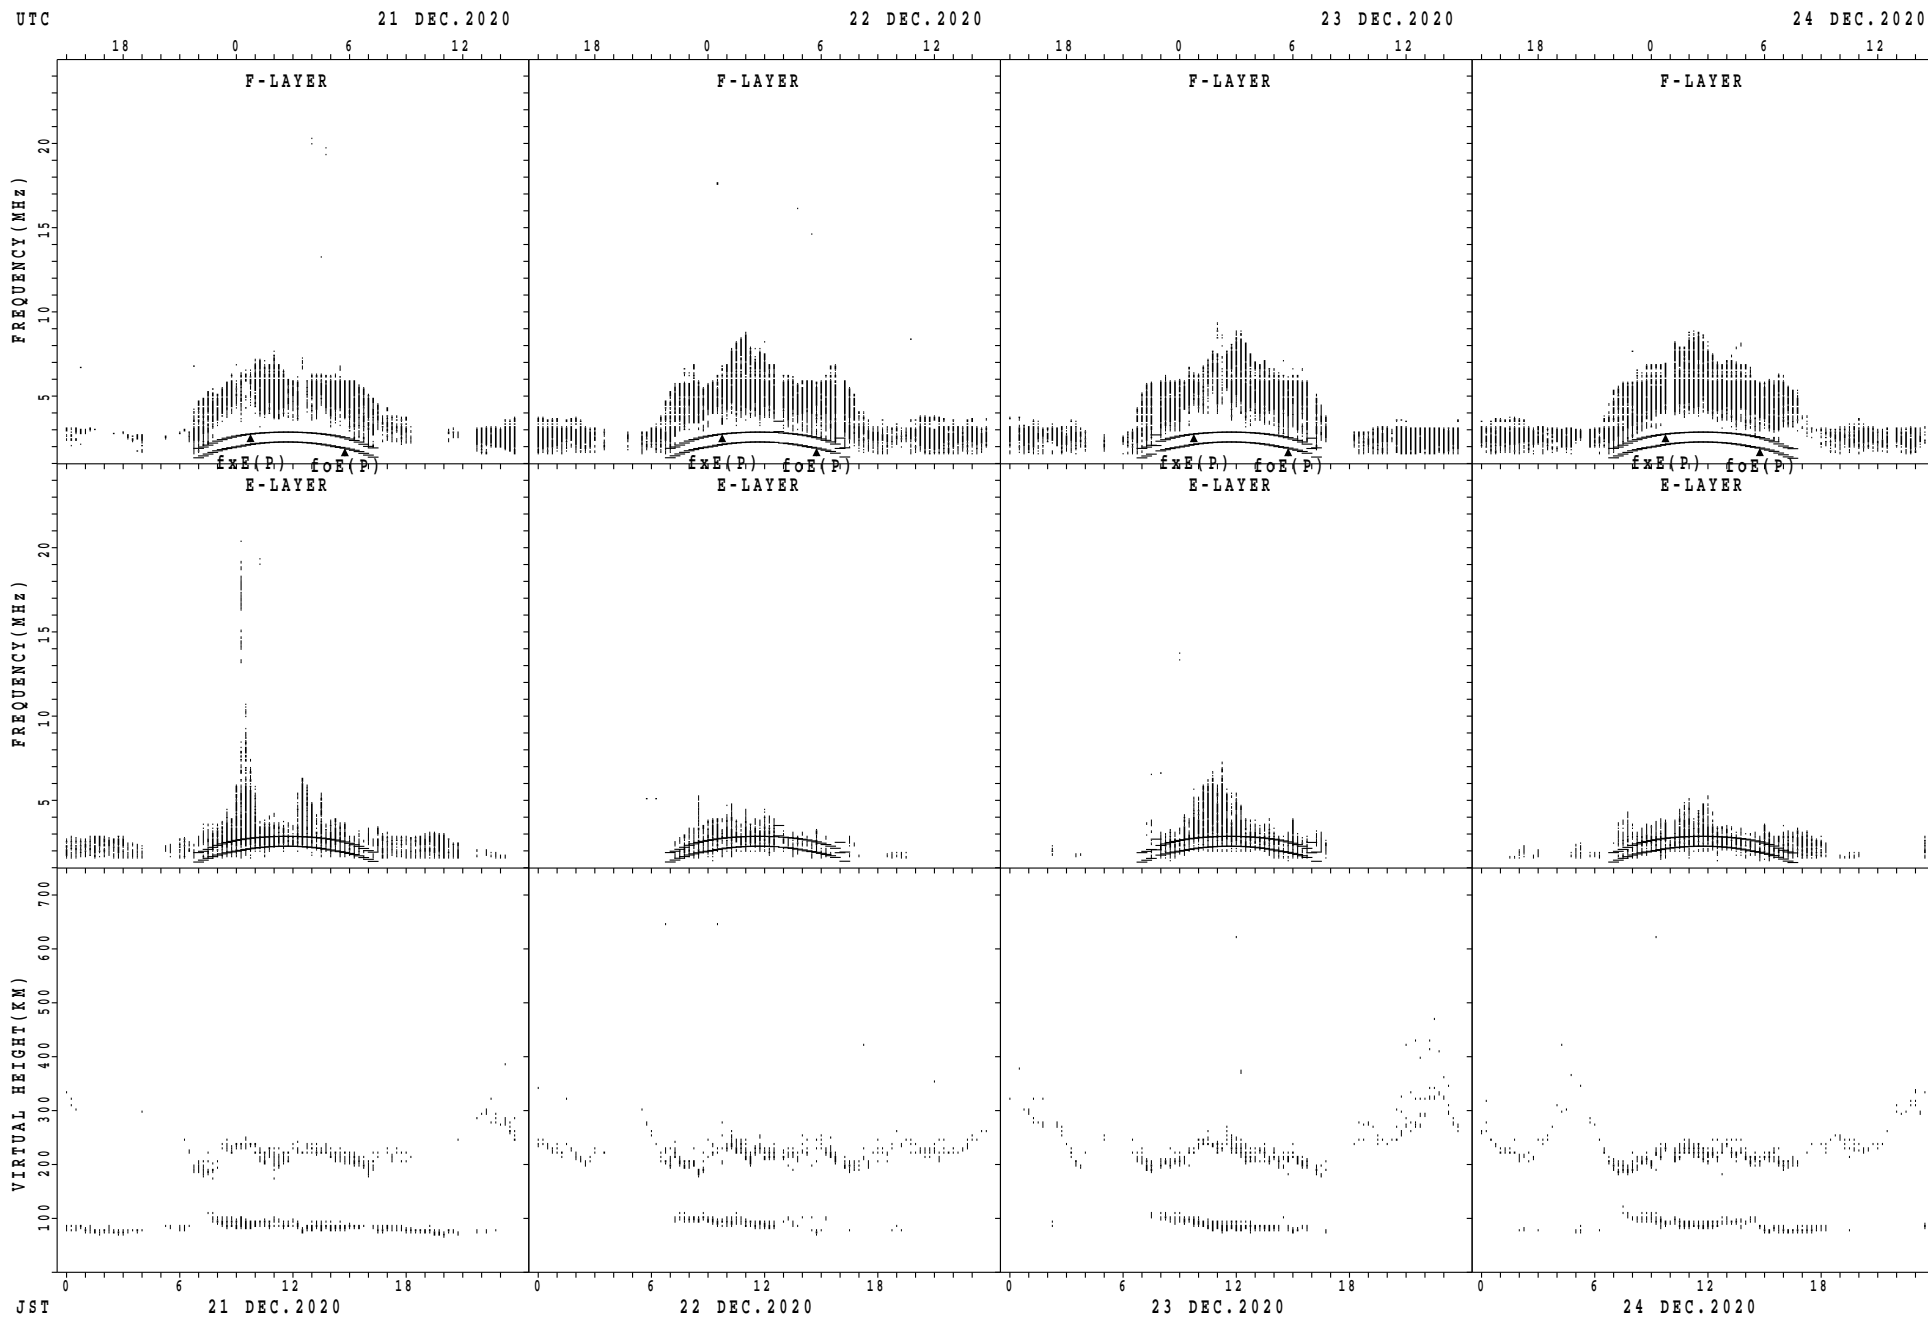 UTC 21 DEC.2020 22 DEC.2020 23 DEC.2020 24 DEC.2020
18 0 6 12 18 0 6 12 18 0 6 12 18 0 6 12
F-LAYER F-LAYER F-LAYER F-LAYER
FREQUENCY(MHz)
20
15
10
5
fxE(P) foE(P) fxE(P) foE(P) fxE(P) foE(P) fxE(P) foE(P)
E-LAYER E-LAYER E-LAYER E-LAYER
FREQUENCY(MHz)
20
15
10
5
VIRTUAL HEIGHT(KM)
700
600
500
400
300
200
100
0 6 12 18 0 6 12 18 0 6 12 18 0 6 12 18
JST 21 DEC.2020 22 DEC.2020 23 DEC.2020 24 DEC.2020